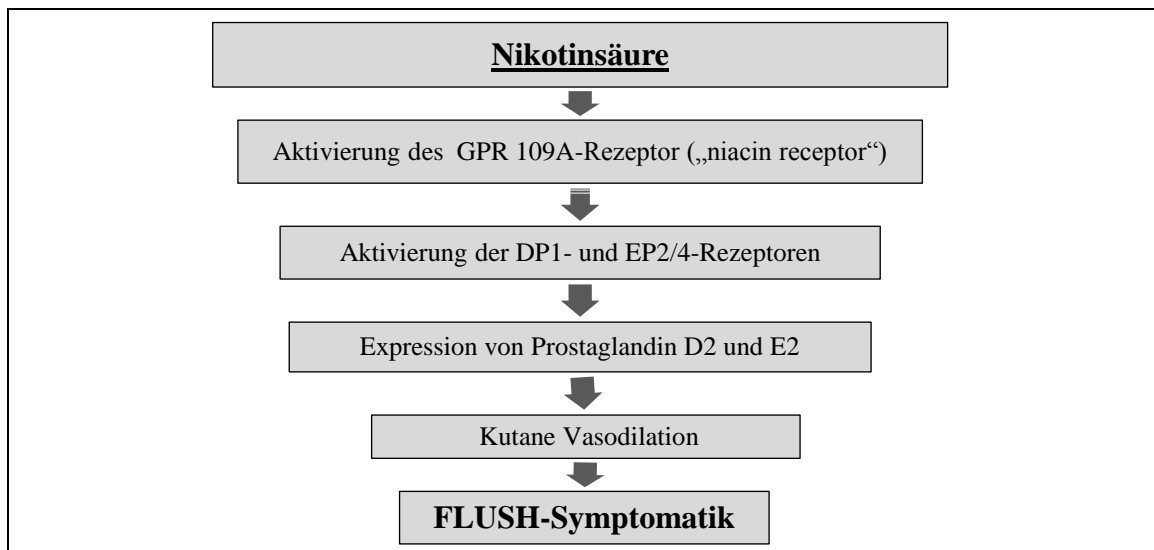 Nikotinsäure
Aktivierung des GPR 109A-Rezeptor („niacin receptor“)
Aktivierung der DP1- und EP2/4-Rezeptoren
Expression von Prostaglandin D2 und E2
Kutane Vasodilation
FLUSH-Symptomatik